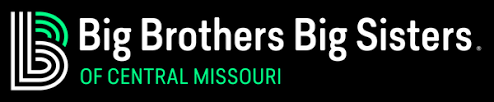 Big Brothers Big Sisters.
OF CENTRAL MISSOURI